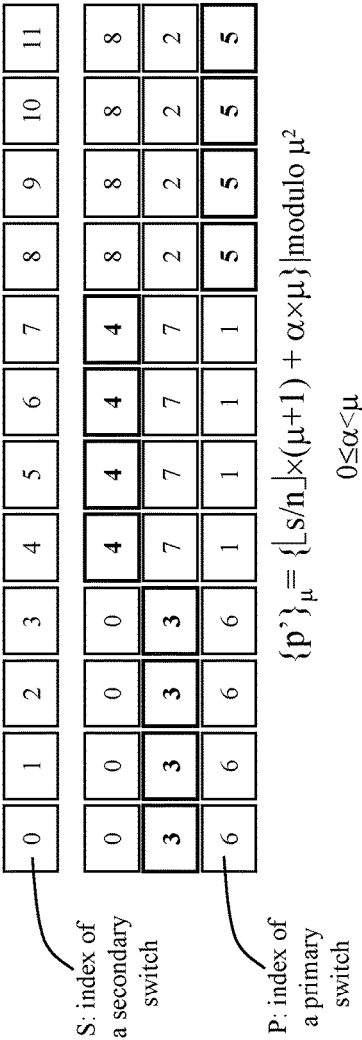 S: index of
a secondary
switch
0 1 2 3 4 5 6 7 8 9 10 11
0 0 0 0 4 4 4 4 8 8 8 8
3 3 3 3 7 7 7 7 2 2 2 2
6 6 6 6 1 1 1 1 5 5 5 5
P: index of
a primary
switch
{p’}μ = {⌊s/n⌋×(μ+1) + α×μ}|modulo μ²
0≤α<μ